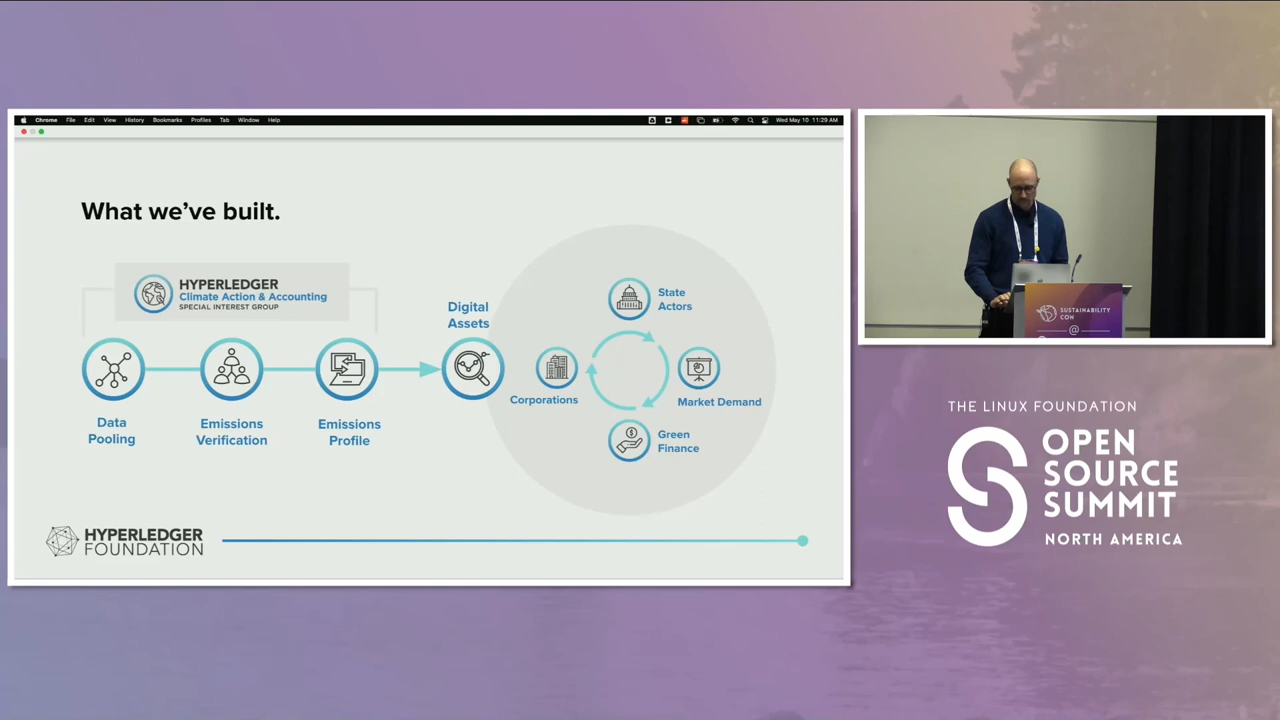 Chrome File Edit View History Bookmarks Profiles Tab Window Help
Wed May 10 11:29 AM
What we've built.
HYPERLEDGER
Climate Action & Accounting
SPECIAL INTEREST GROUP
Digital
Assets
State
Actors
Corporations
Market Demand
Green
Finance
Data
Pooling
Emissions
Verification
Emissions
Profile
HYPERLEDGER
FOUNDATION
SUSTAINABILITY
CON
@
THE LINUX FOUNDATION
OPEN
SOURCE
SUMMIT
NORTH AMERICA